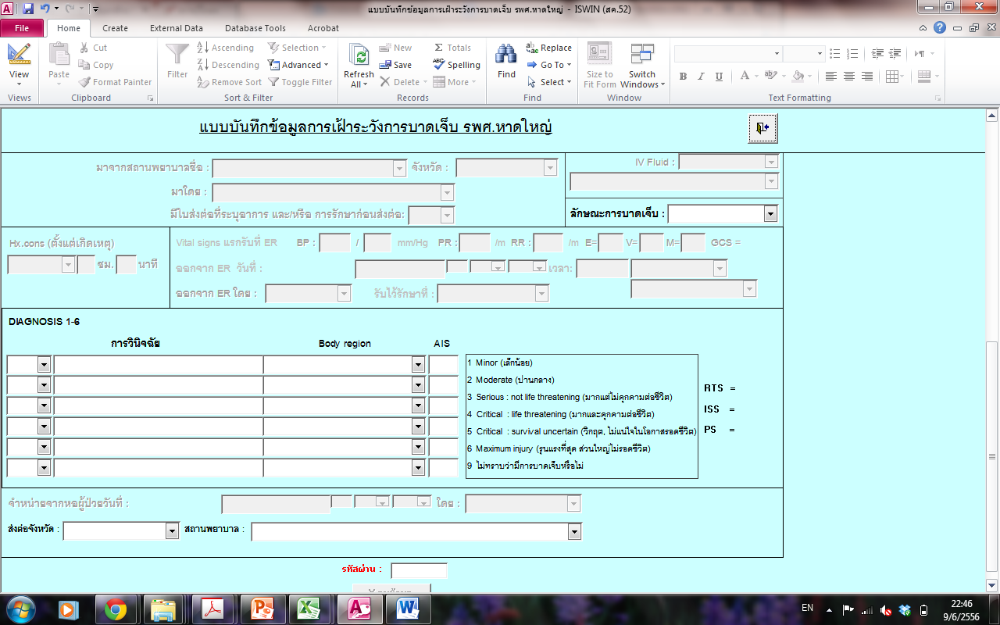 แบบบันทึกข้อมูลการเฝ้าระวังการบาดเจ็บ รพศ.หาดใหญ่ - ISWIN (สค.52)
File Home Create External Data Database Tools Acrobat
View Paste Cut Copy Format Painter
Filter Ascending Descending Remove Sort Selection Advanced Toggle Filter
Refresh All New Save Delete Totals Spelling More
Find Replace Go To Select
Size to Fit Form Switch Windows
B I U A
Views Clipboard Sort & Filter Records Find Window Text Formatting
แบบบันทึกข้อมูลการเฝ้าระวังการบาดเจ็บ รพศ.หาดใหญ่
มาจากสถานพยาบาลชื่อ : จังหวัด : IV Fluid :
มาโดย :
มีใบส่งต่อที่ระบุอาการ และ/หรือ การรักษาก่อนส่งต่อ: ลักษณะการบาดเจ็บ :
Hx.cons (ตั้งแต่เกิดเหตุ) Vital signs แรกรับที่ ER BP : / mm/Hg PR : /m RR : /m E= V= M= GCS =
ชม. นาที ออกจาก ER วันที่ : เวลา:
ออกจาก ER โดย : รับไว้รักษาที่ :
DIAGNOSIS 1-6
การวินิจฉัย Body region AIS
1 Minor (เล็กน้อย)
2 Moderate (ปานกลาง)
3 Serious : not life threatening (มากแต่ไม่คุกคามต่อชีวิต)
4 Critical : life threatening (มากและคุกคามต่อชีวิต)
5 Critical : survival uncertain (วิกฤต, ไม่แน่ใจในโอกาสรอดชีวิต)
6 Maximum injury (รุนแรงที่สุด ส่วนใหญ่ไม่รอดชีวิต)
9 ไม่ทราบว่ามีการบาดเจ็บหรือไม่
RTS =
ISS =
PS =
จำหน่ายจากหอผู้ป่วยวันที่ : โดย :
ส่งต่อจังหวัด : สถานพยาบาล :
รหัสผ่าน :
EN 22:46
9/6/2556